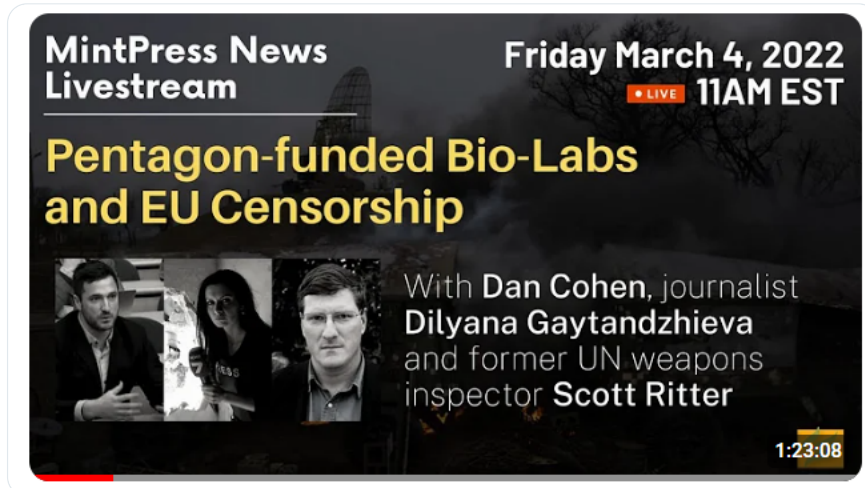 MintPress News
Livestream
Friday March 4, 2022
• LIVE 11AM EST
Pentagon-funded Bio-Labs
and EU Censorship
With Dan Cohen, journalist
Dilyana Gaytandzhieva
and former UN weapons
inspector Scott Ritter
1:23:08